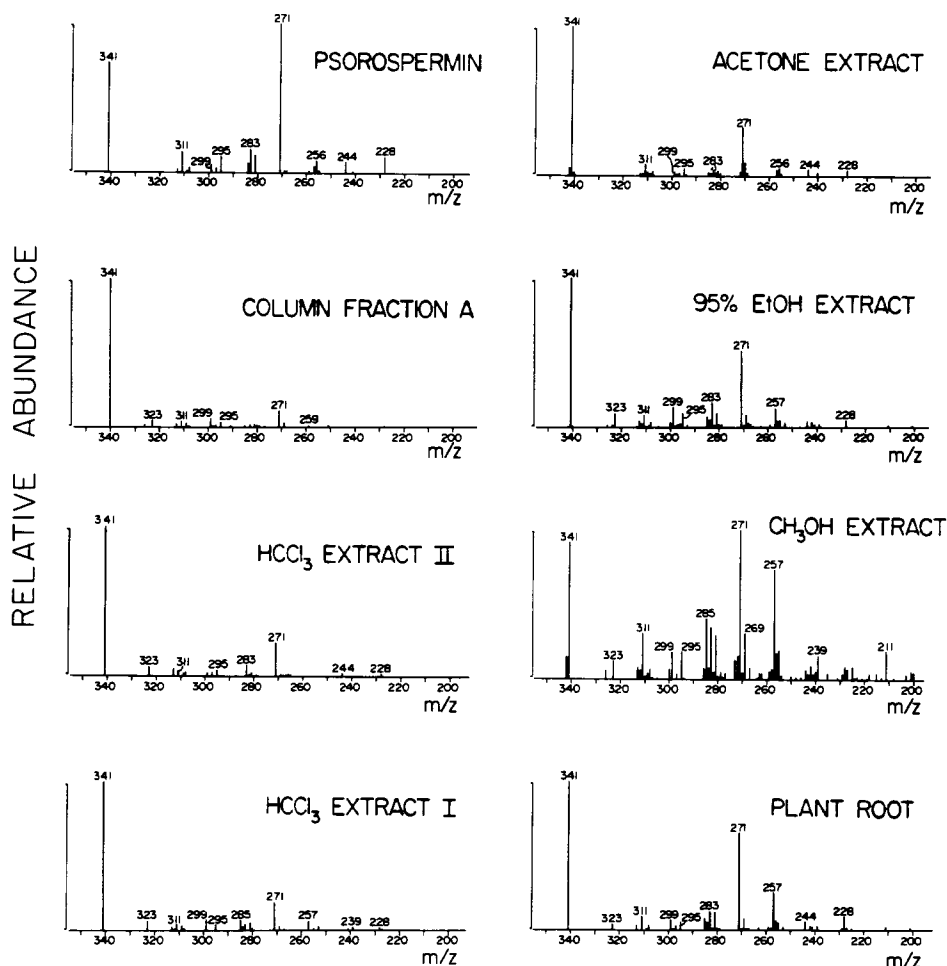 RELATIVE ABUNDANCE
PSOROSPERMIN
341 311 299 295 283 271 256 244 228
340 320 300 280 260 240 220 200
m/z
ACETONE EXTRACT
341 311 299 295 283 271 256 244 228
340 320 300 280 260 240 220 200
m/z
COLUMN FRACTION A
341 323 311 299 295 271 259
340 320 300 280 260 240 220 200
m/z
95% EtOH EXTRACT
341 323 311 299 295 283 271 257 228
340 320 300 280 260 240 220 200
m/z
HCCl₃ EXTRACT II
341 323 311 295 283 271 244 228
340 320 300 280 260 240 220 200
m/z
CH₃OH EXTRACT
341 323 311 299 295 285 271 269 257 239 211
340 320 300 280 260 240 220 200
m/z
HCCl₃ EXTRACT I
341 323 311 299 295 285 271 257 239 228
340 320 300 280 260 240 220 200
m/z
PLANT ROOT
341 323 311 299 295 283 271 257 244 228
340 320 300 280 260 240 220 200
m/z